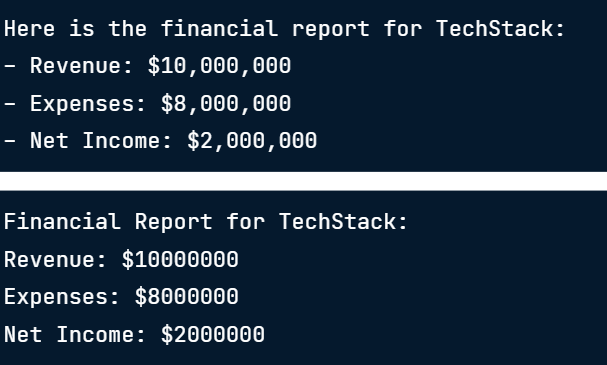 Here is the financial report for TechStack:
– Revenue: $10,000,000
– Expenses: $8,000,000
– Net Income: $2,000,000
Financial Report for TechStack:
Revenue: $10000000
Expenses: $8000000
Net Income: $2000000